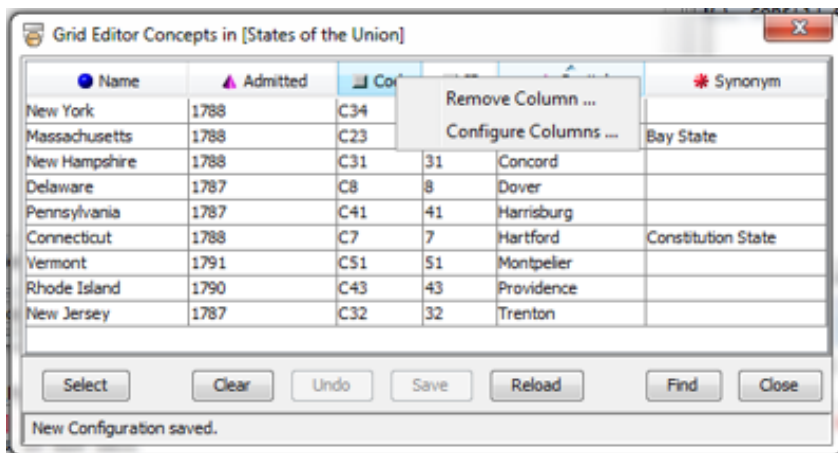 Grid Editor Concepts in [States of the Union]
Name Admitted Synonym
Remove Column ...
Configure Columns ...
New York 1788 C34
Massachusetts 1788 C23 Bay State
New Hampshire 1788 C31 31 Concord
Delaware 1787 C8 8 Dover
Pennsylvania 1787 C41 41 Harrisburg
Connecticut 1788 C7 7 Hartford Constitution State
Vermont 1791 C51 51 Montpelier
Rhode Island 1790 C43 43 Providence
New Jersey 1787 C32 32 Trenton
Select Clear Undo Save Reload Find Close
New Configuration saved.